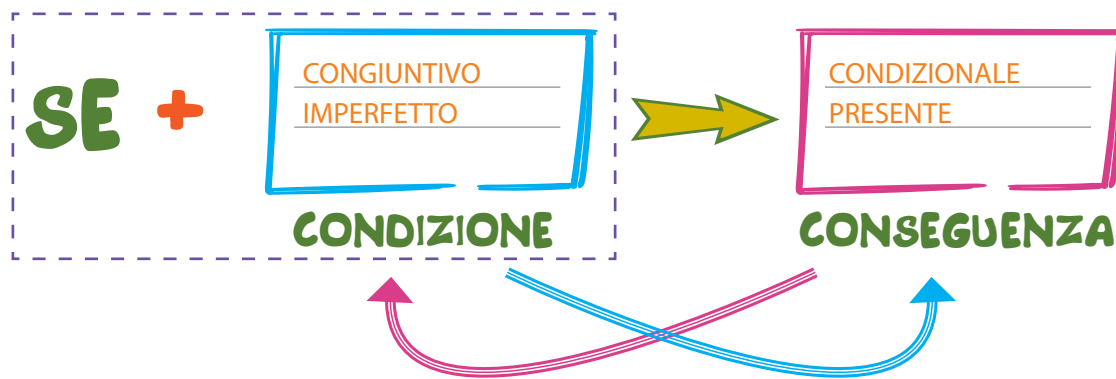 SE + CONGIUNTIVO
IMPERFETTO
CONDIZIONE
CONDIZIONALE
PRESENTE
CONSEGUENZA